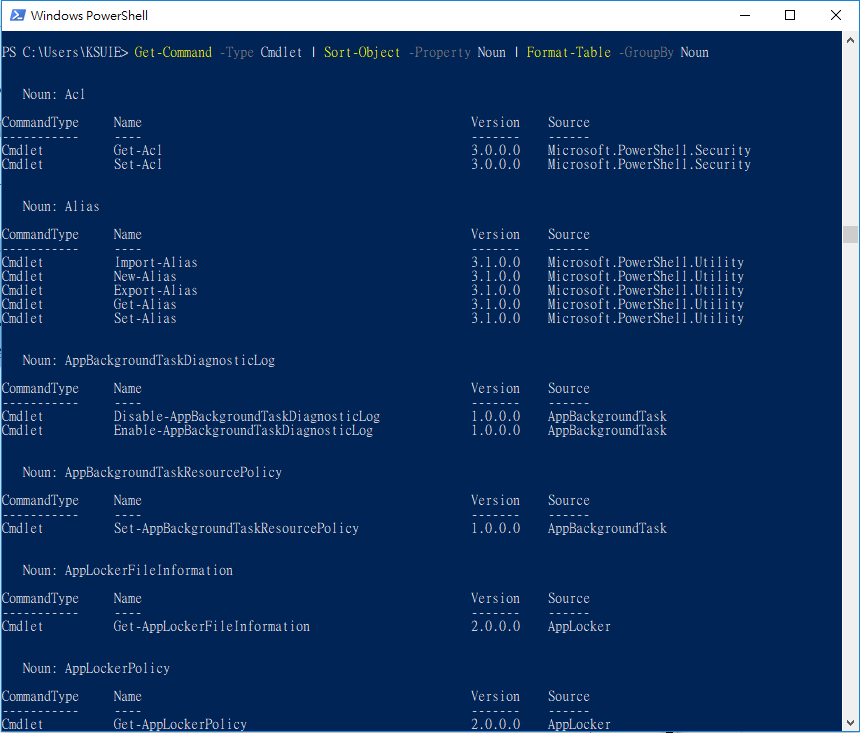 Windows PowerShell
PS C:\Users\KSUIE> Get-Command -Type Cmdlet | Sort-Object -Property Noun | Format-Table -GroupBy Noun
Noun: Acl
CommandType Name Version Source
----------- ---- ------- ------
Cmdlet Get-Acl 3.0.0.0 Microsoft.PowerShell.Security
Cmdlet Set-Acl 3.0.0.0 Microsoft.PowerShell.Security
Noun: Alias
CommandType Name Version Source
----------- ---- ------- ------
Cmdlet Import-Alias 3.1.0.0 Microsoft.PowerShell.Utility
Cmdlet New-Alias 3.1.0.0 Microsoft.PowerShell.Utility
Cmdlet Export-Alias 3.1.0.0 Microsoft.PowerShell.Utility
Cmdlet Get-Alias 3.1.0.0 Microsoft.PowerShell.Utility
Cmdlet Set-Alias 3.1.0.0 Microsoft.PowerShell.Utility
Noun: AppBackgroundTaskDiagnosticLog
CommandType Name Version Source
----------- ---- ------- ------
Cmdlet Disable-AppBackgroundTaskDiagnosticLog 1.0.0.0 AppBackgroundTask
Cmdlet Enable-AppBackgroundTaskDiagnosticLog 1.0.0.0 AppBackgroundTask
Noun: AppBackgroundTaskResourcePolicy
CommandType Name Version Source
----------- ---- ------- ------
Cmdlet Set-AppBackgroundTaskResourcePolicy 1.0.0.0 AppBackgroundTask
Noun: AppLockerFileInformation
CommandType Name Version Source
----------- ---- ------- ------
Cmdlet Get-AppLockerFileInformation 2.0.0.0 AppLocker
Noun: AppLockerPolicy
CommandType Name Version Source
----------- ---- ------- ------
Cmdlet Get-AppLockerPolicy 2.0.0.0 AppLocker